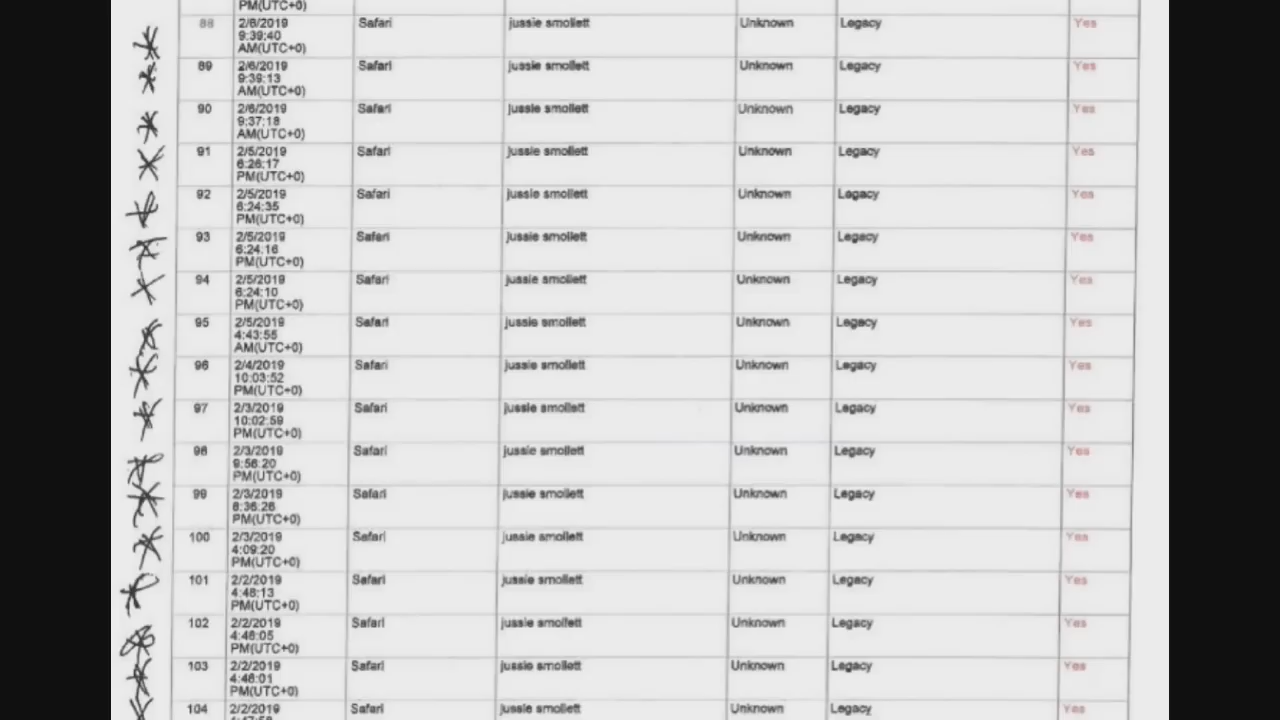 PM(UTC+0)
88 2/6/2019 Safari jussie smollett Unknown Legacy Yes
9:39:40
AM(UTC+0)
89 2/6/2019 Safari jussie smollett Unknown Legacy Yes
9:39:13
AM(UTC+0)
90 2/6/2019 Safari jussie smollett Unknown Legacy Yes
9:37:18
AM(UTC+0)
91 2/5/2019 Safari jussie smollett Unknown Legacy Yes
6:26:17
PM(UTC+0)
92 2/5/2019 Safari jussie smollett Unknown Legacy Yes
6:24:35
PM(UTC+0)
93 2/5/2019 Safari jussie smollett Unknown Legacy Yes
6:24:16
PM(UTC+0)
94 2/5/2019 Safari jussie smollett Unknown Legacy Yes
6:24:10
PM(UTC+0)
95 2/5/2019 Safari jussie smollett Unknown Legacy Yes
4:43:55
AM(UTC+0)
96 2/4/2019 Safari jussie smollett Unknown Legacy Yes
10:03:52
PM(UTC+0)
97 2/3/2019 Safari jussie smollett Unknown Legacy Yes
10:02:59
PM(UTC+0)
98 2/3/2019 Safari jussie smollett Unknown Legacy Yes
9:56:20
PM(UTC+0)
99 2/3/2019 Safari jussie smollett Unknown Legacy Yes
8:36:26
PM(UTC+0)
100 2/3/2019 Safari jussie smollett Unknown Legacy Yes
4:09:20
PM(UTC+0)
101 2/2/2019 Safari jussie smollett Unknown Legacy Yes
4:48:13
PM(UTC+0)
102 2/2/2019 Safari jussie smollett Unknown Legacy Yes
4:48:05
PM(UTC+0)
103 2/2/2019 Safari jussie smollett Unknown Legacy Yes
4:48:01
PM(UTC+0)
104 2/2/2019 Safari jussie smollett Unknown Legacy Yes